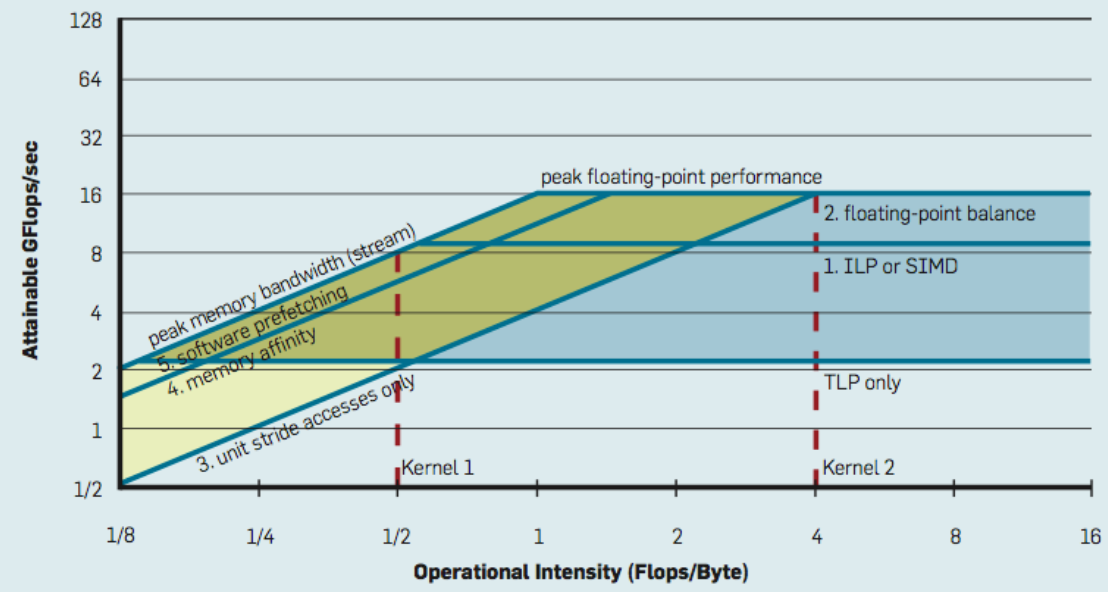 128
64
32
16
8
4
2
1
1/2
Attainable GFlops/sec
peak floating-point performance
2. floating-point balance
1. ILP or SIMD
TLP only
peak memory bandwidth (stream)
5. software prefetching
4. memory affinity
3. unit stride accesses only
Kernel 1
Kernel 2
1/8 1/4 1/2 1 2 4 8 16
Operational Intensity (Flops/Byte)